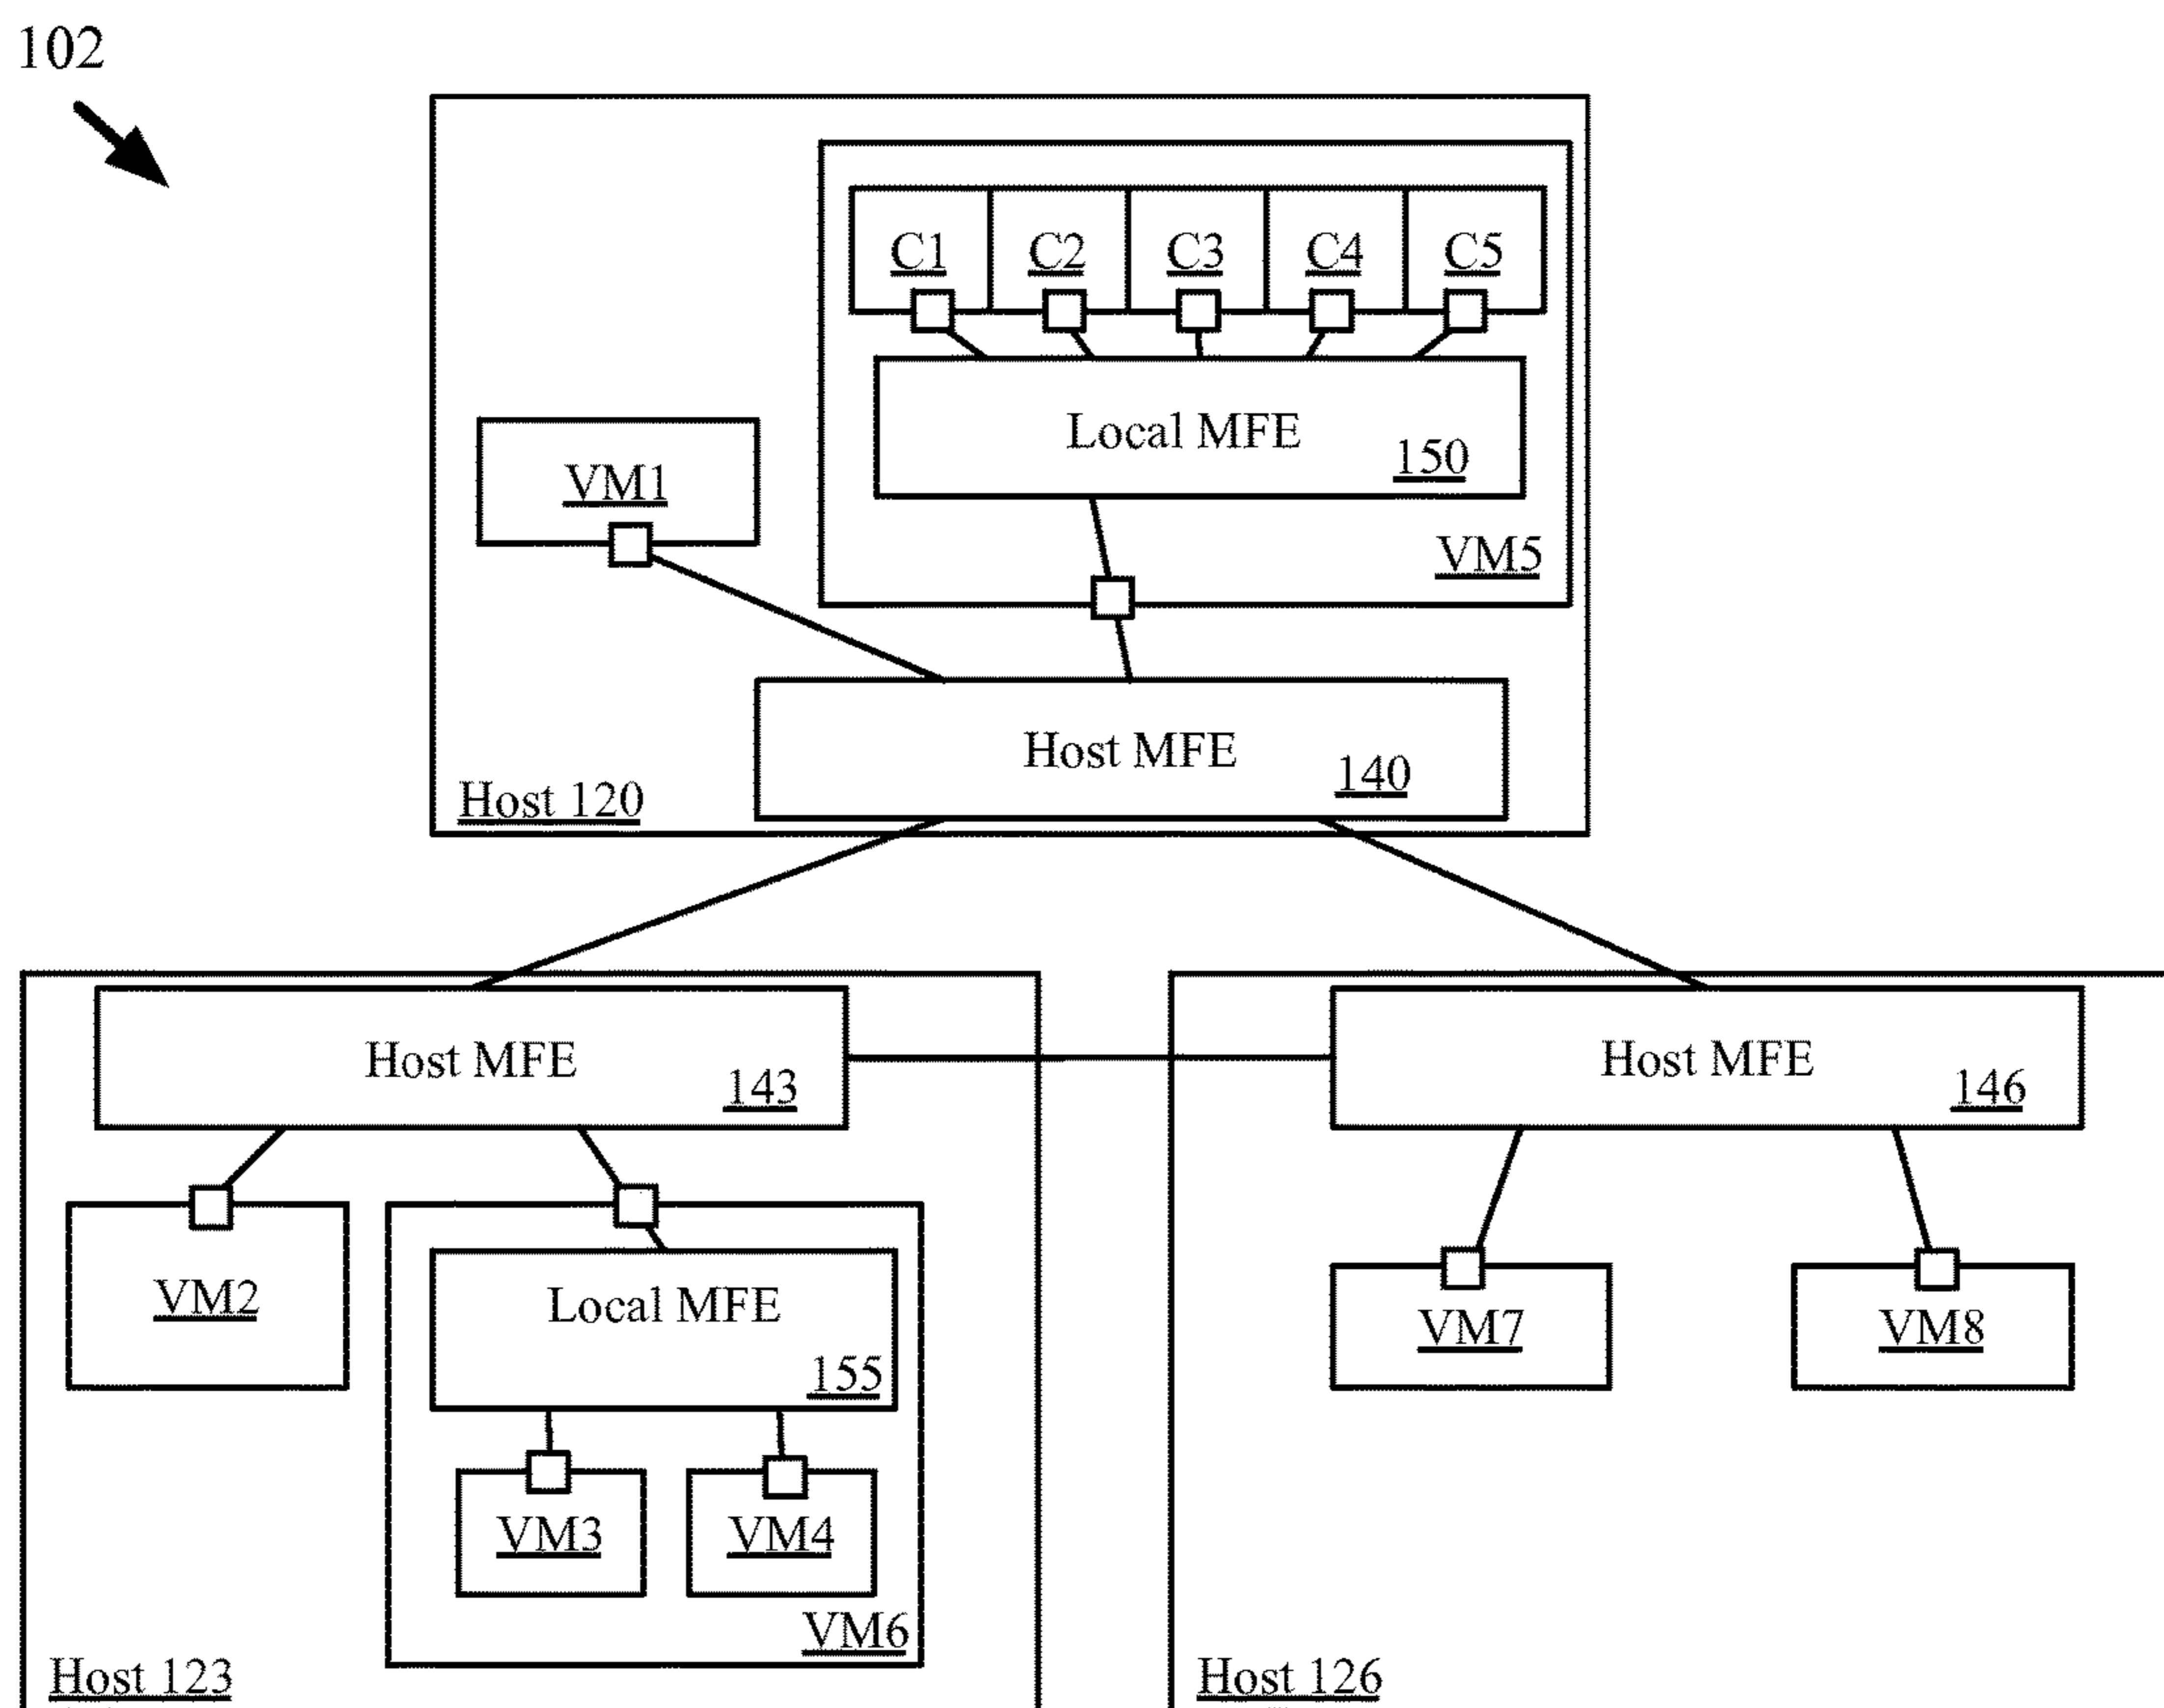 102
C1 C2 C3 C4 C5
Local MFE
150
VM1
VM5
Host MFE
140
Host 120
Host MFE
143
Host MFE
146
VM2
Local MFE
155
VM7
VM8
VM3
VM4
VM6
Host 123
Host 126